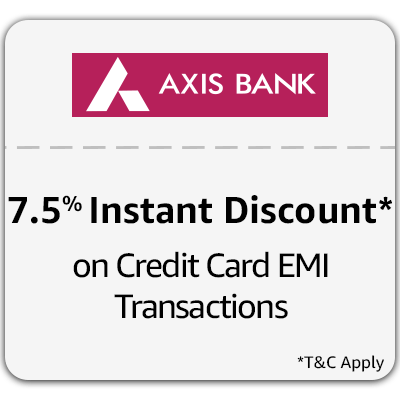 AXIS BANK
7.5% Instant Discount*
on Credit Card EMI
Transactions
*T&C Apply